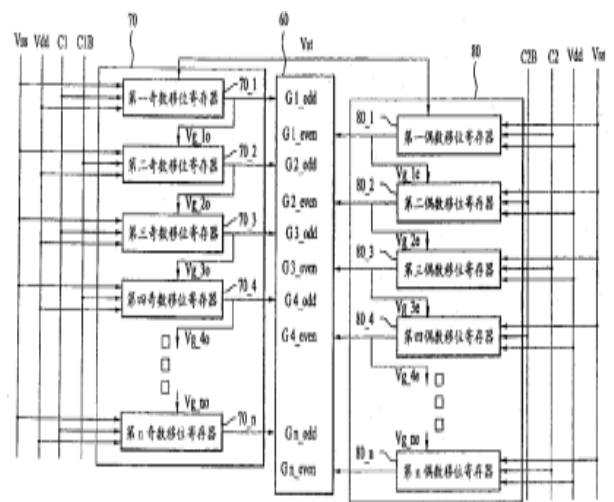 Vss Vdd C1 C1B
70
60
Vst
80
C2B C2 Vdd Vss
第一奇数移位寄存器
70_1
G1_odd
80_1
第一偶数移位寄存器
G1_even
Vg_1o
70_2
第二奇数移位寄存器
G2_odd
Vg_1e
80_2
第二偶数移位寄存器
G2_even
Vg_2o
70_3
第三奇数移位寄存器
G3_odd
Vg_2e
80_3
第三偶数移位寄存器
G3_even
Vg_3o
70_4
第四奇数移位寄存器
G4_odd
Vg_3e
80_4
第四偶数移位寄存器
G4_even
Vg_4o
Vg_4e
Vg_no
70_n
第n奇数移位寄存器
Gn_odd
Vg_no
80_n
第n偶数移位寄存器
Gn_even